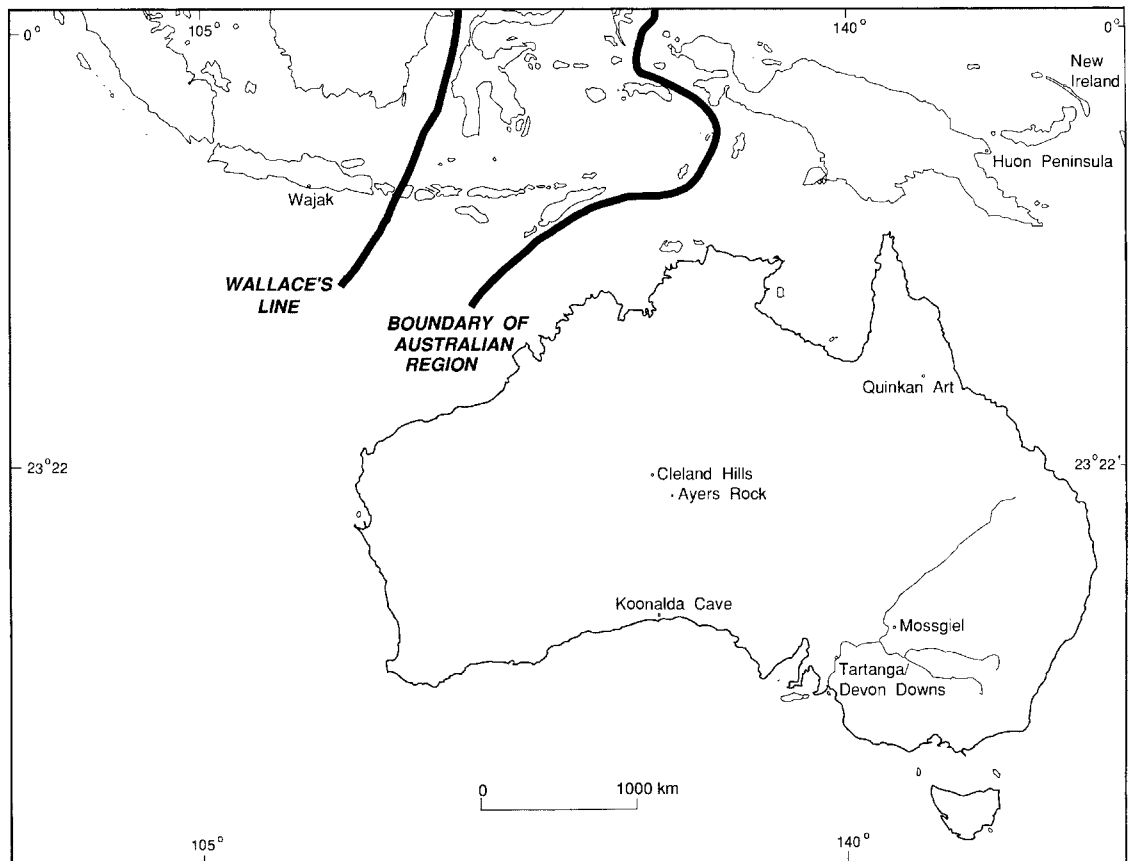 0°
105°
140°
0°
New
Ireland
Huon Peninsula
Wajak
WALLACE'S
LINE
BOUNDARY OF
AUSTRALIAN
REGION
Quinkan Art
23°22
23°22'
Cleland Hills
Ayers Rock
Koonalda Cave
Mossgiel
Tartanga/
Devon Downs
0
1000 km
105°
140°